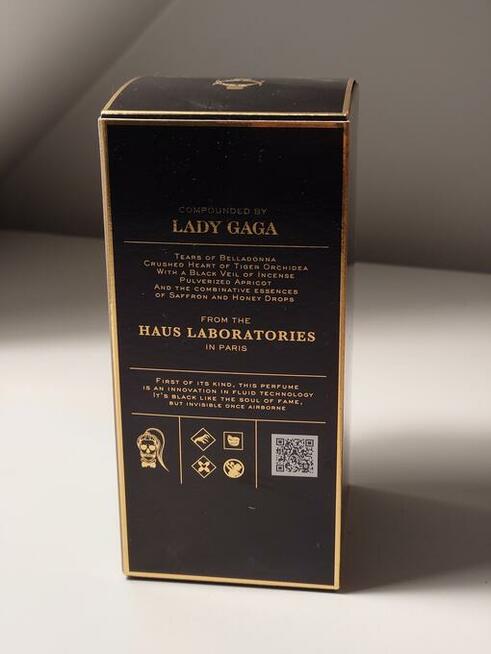 COMPOUNDED BY
LADY GAGA
TEARS OF BELLADONNA
CRUSHED HEART OF TIGER ORCHIDEA
WITH A BLACK VEIL OF INCENSE
PULVERIZED APRICOT
AND THE COMBINATIVE ESSENCES
OF SAFFRON AND HONEY DROPS
FROM THE
HAUS LABORATORIES
IN PARIS
FIRST OF ITS KIND, THIS PERFUME
IS AN INNOVATION IN FLUID TECHNOLOGY
IT'S BLACK LIKE THE SOUL OF FAME,
BUT INVISIBLE ONCE AIRBORNE